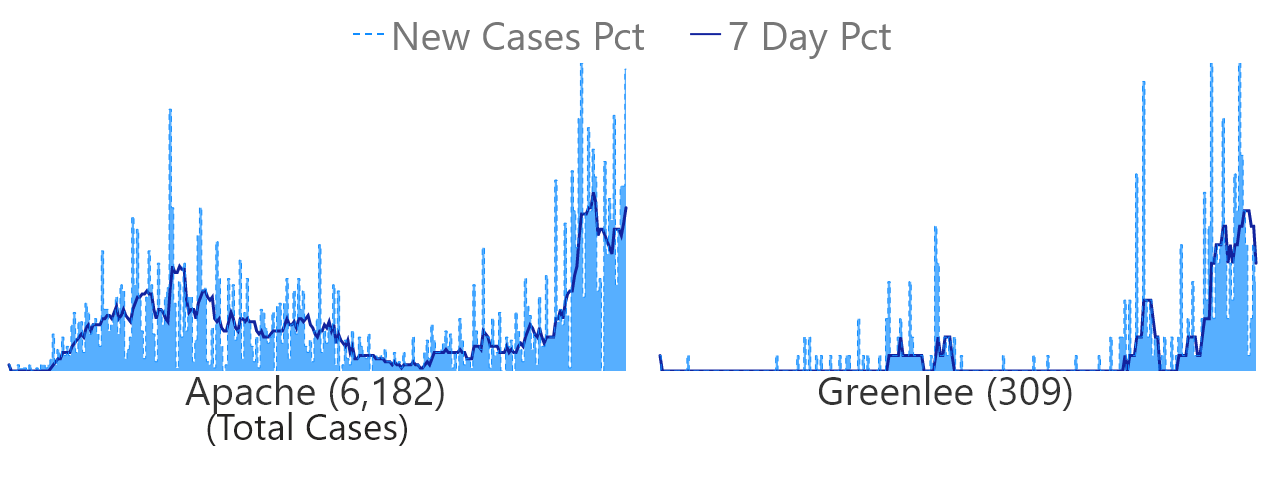 New Cases Pct 7 Day Pct
Apache (6,182) Greenlee (309)
(Total Cases)